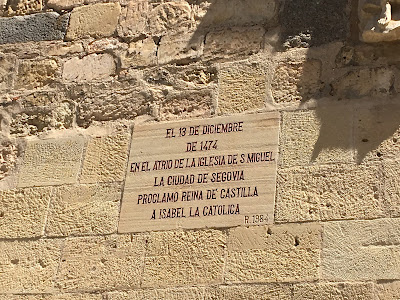 EL 13 DE DICIEMBRE
DE 1474
EN EL ATRIO DE LA IGLESIA DE S MIGUEL
LA CIUDAD DE SEGOVIA
PROCLAMO REINA DE CASTILLA
A ISABEL LA CATOLICA
R. 1984